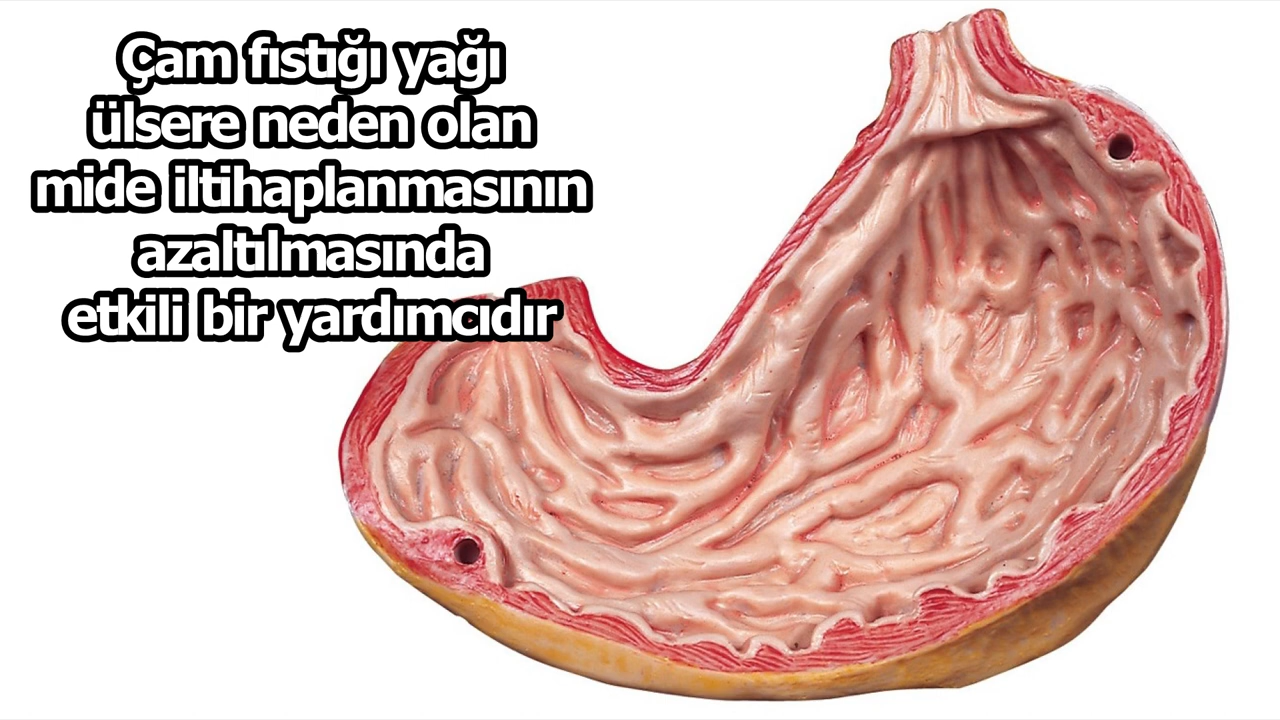 Çam fıstığı yağı
ülsere neden olan
mide iltihaplanmasının
azaltılmasında
etkili bir yardımcıdır